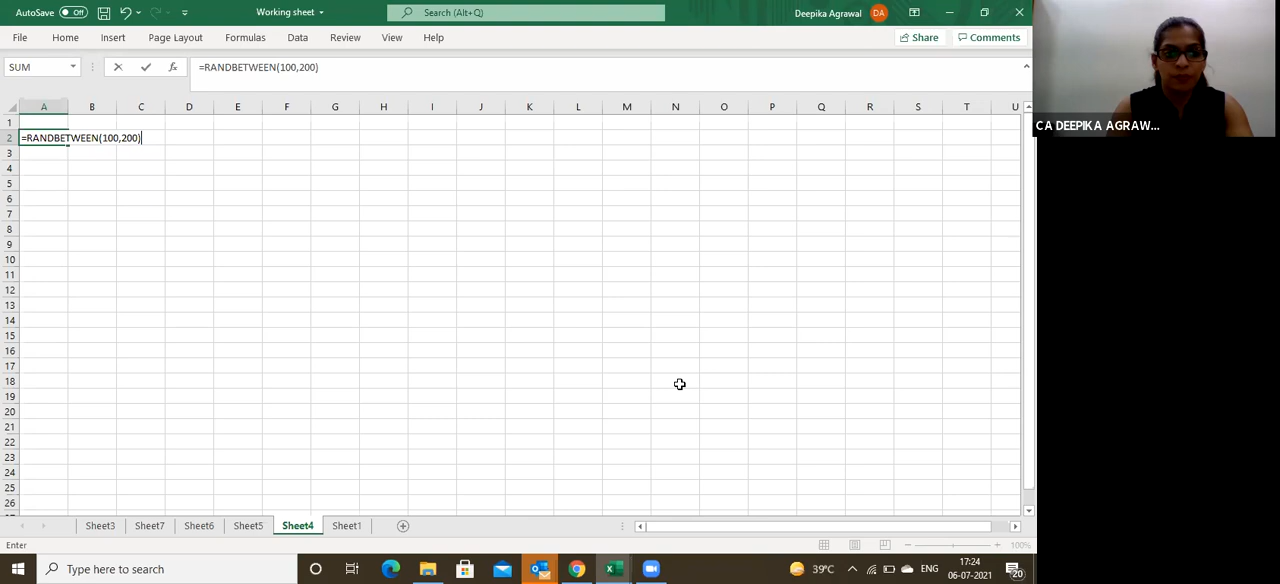 AutoSave Off Working sheet Search (Alt+Q) Deepika Agrawal DA
File Home Insert Page Layout Formulas Data Review View Help Share Comments
SUM fx =RANDBETWEEN(100,200)
A B C D E F G H I J K L M N O P Q R S T U
1
2 =RANDBETWEEN(100,200)
3
4
5
6
7
8
9
10
11
12
13
14
15
16
17
18
19
20
21
22
23
24
25
26
CA DEEPIKA AGRAW...
Sheet3 Sheet7 Sheet6 Sheet5 Sheet4 Sheet1
Enter 100%
Type here to search 39°C ENG 17:24
06-07-2021 20